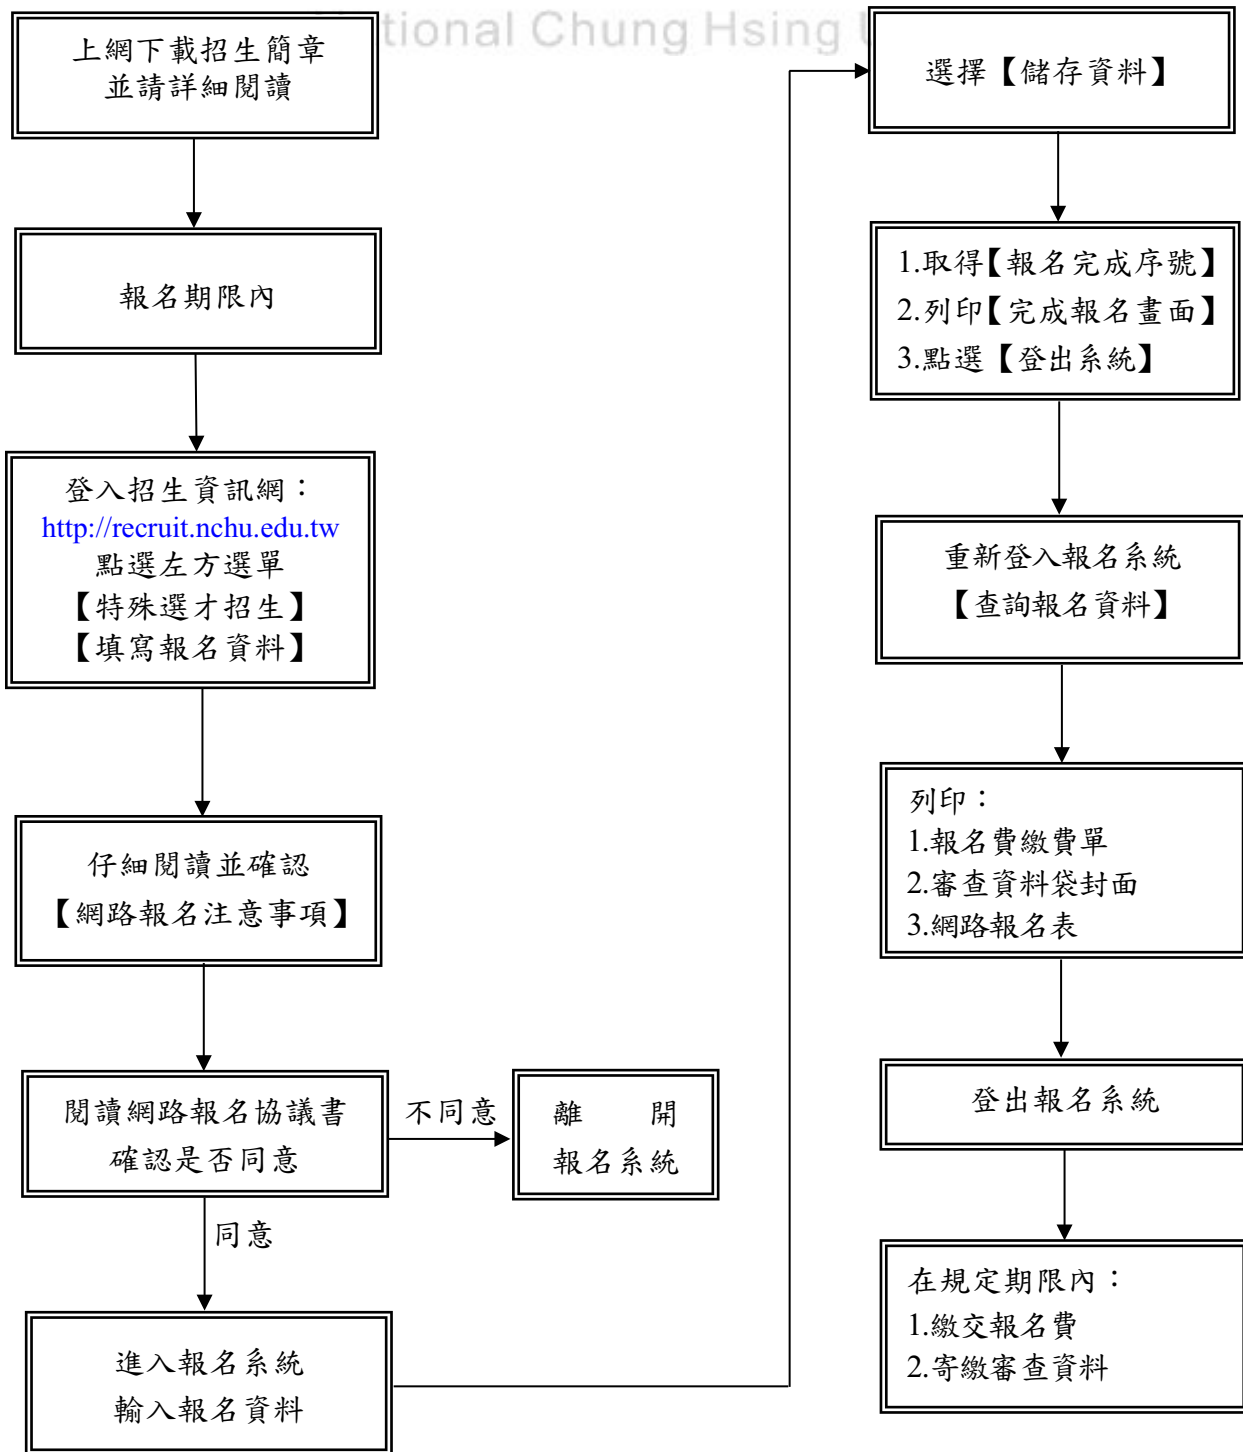 tional Chung Hsing
上網下載招生簡章
並請詳細閱讀
報名期限內
登入招生資訊網：
http://recruit.nchu.edu.tw
點選左方選單
【特殊選才招生】
【填寫報名資料】
仔細閱讀並確認
【網路報名注意事項】
閱讀網路報名協議書
確認是否同意
不同意
離 開
報名系統
同意
進入報名系統
輸入報名資料
選擇【儲存資料】
1.取得【報名完成序號】
2.列印【完成報名畫面】
3.點選【登出系統】
重新登入報名系統
【查詢報名資料】
列印：
1.報名費繳費單
2.審查資料袋封面
3.網路報名表
登出報名系統
在規定期限內：
1.繳交報名費
2.寄繳審查資料